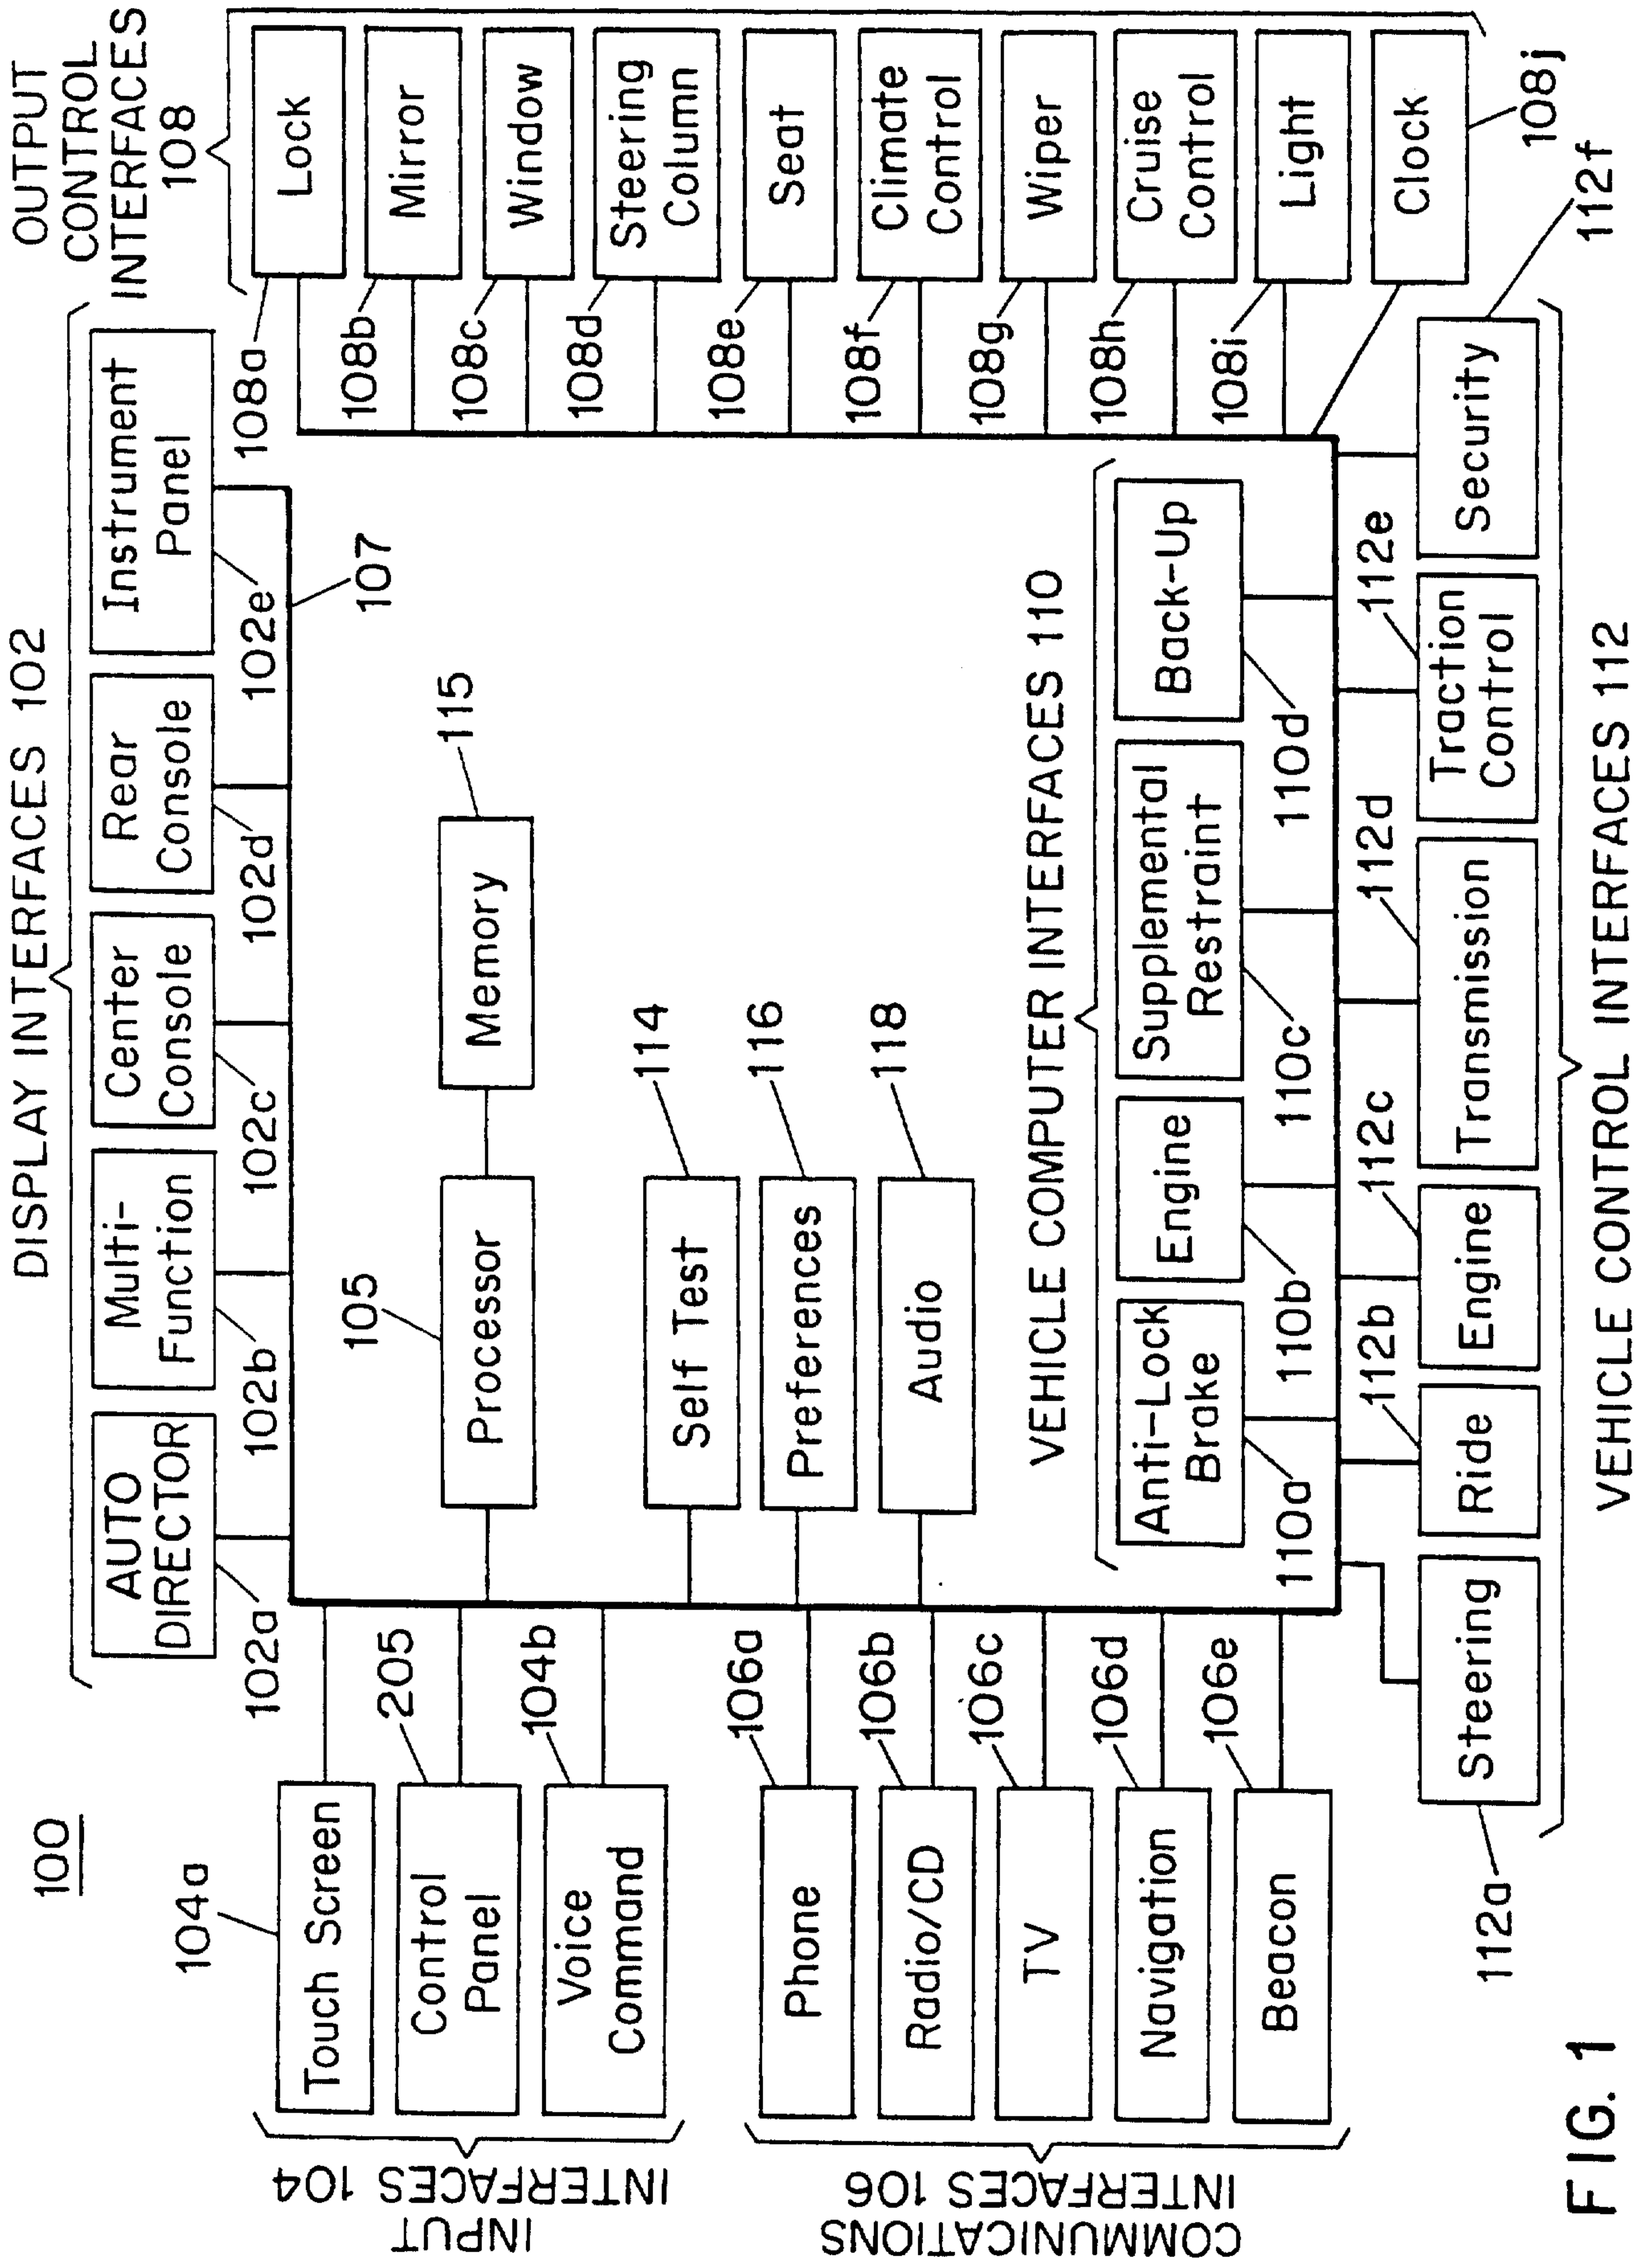 100
DISPLAY INTERFACES 102
AUTO
DIRECTOR
102a
Multi-
Function
102b
Center
Console
102c
Rear
Console
102d
Instrument
Panel
102e
107
OUTPUT
CONTROL
INTERFACES
108
Lock
108a
Mirror
108b
Window
108c
Steering
Column
108d
Seat
108e
Climate
Control
108f
Wiper
108g
Cruise
Control
108h
Light
108i
Clock
108j
INPUT
INTERFACES 104
104a
Touch Screen
205
Control
Panel
104b
Voice
Command
COMMUNICATIONS
INTERFACES 106
106a
Phone
106b
Radio/CD
106c
TV
106d
Navigation
106e
Beacon
105
Processor
115
Memory
114
Self Test
116
Preferences
118
Audio
VEHICLE COMPUTER INTERFACES 110
Anti-Lock
Brake
110a
Engine
110b
Supplemental
Restraint
110c
Back-Up
110d
112a
Steering
112b
Ride
112c
Engine
112d
Transmission
112e
Traction
Control
112f
Security
VEHICLE CONTROL INTERFACES 112
FIG. 1